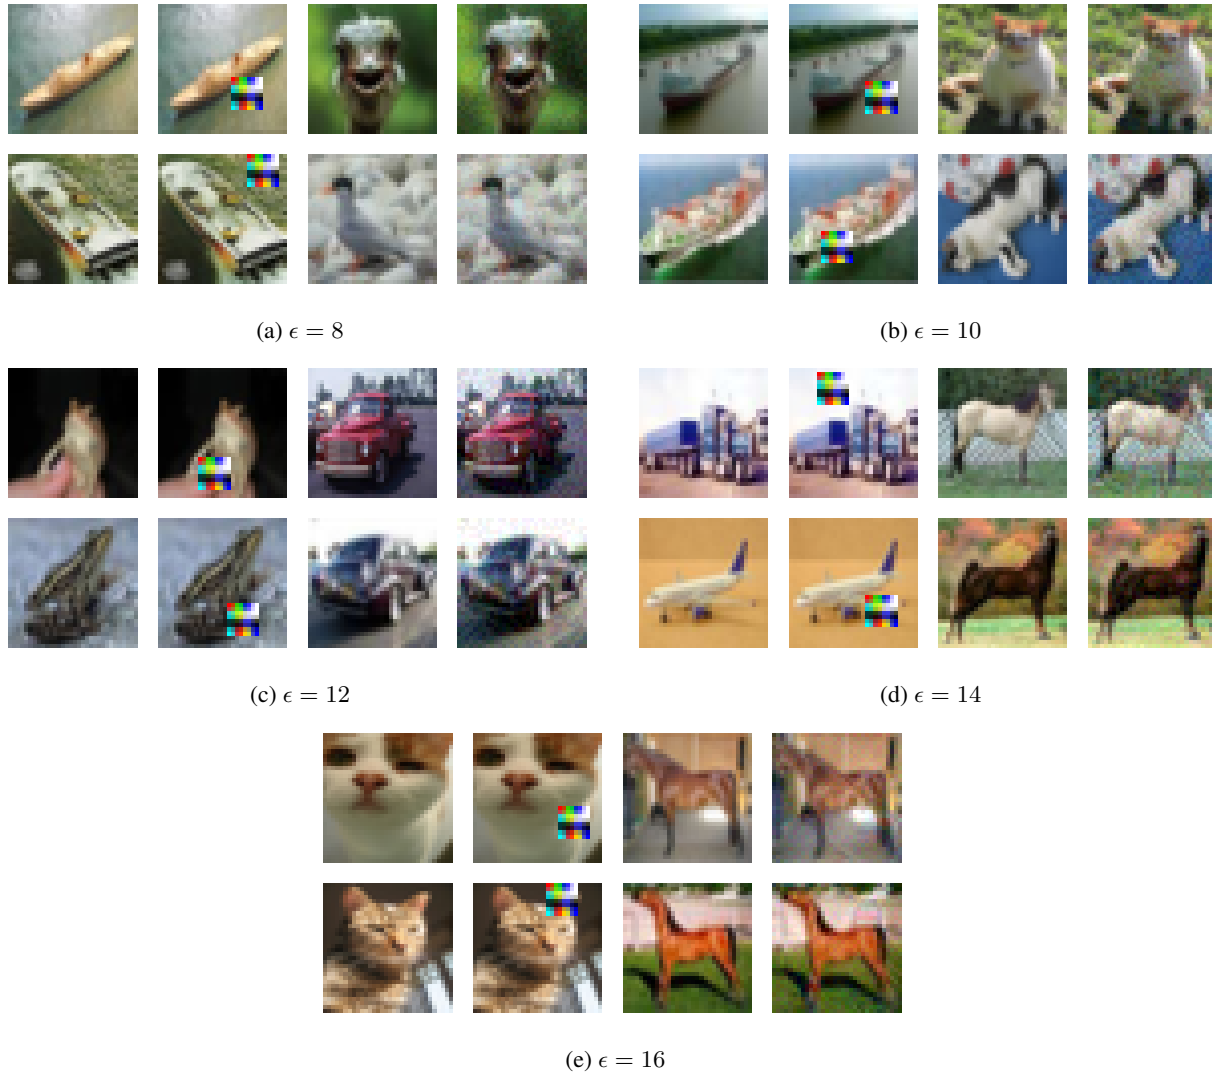 (a) ϵ = 8
(b) ϵ = 10
(c) ϵ = 12
(d) ϵ = 14
(e) ϵ = 16